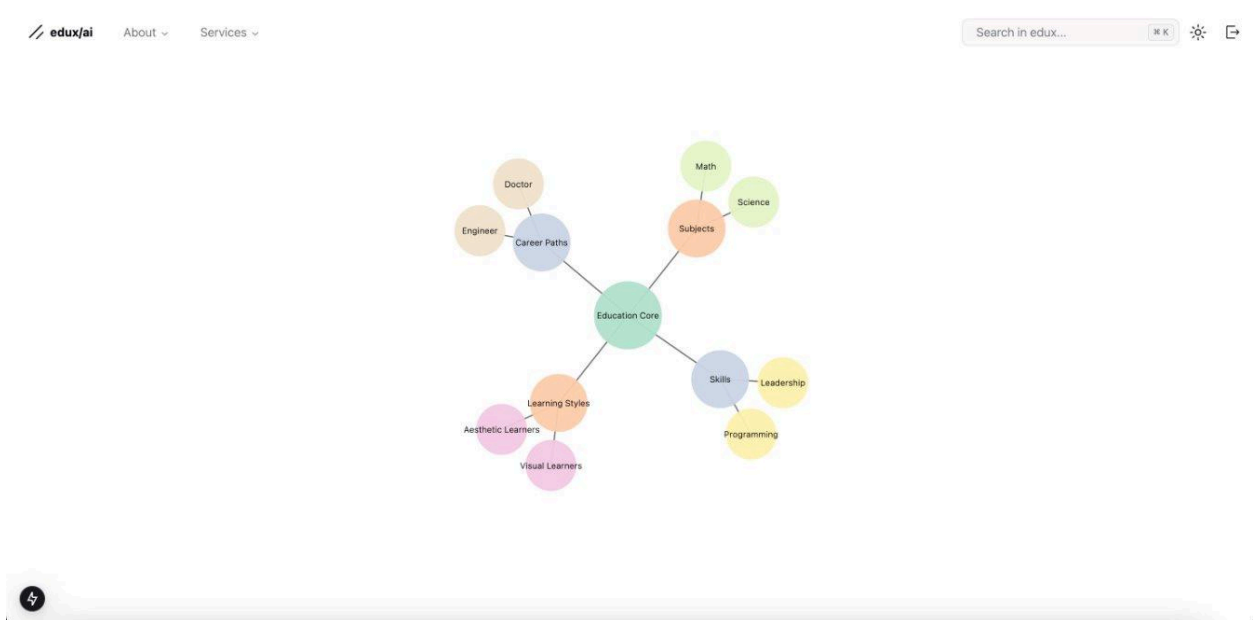 edux/ai
About
Services
Search in edux...
⌘ K
Math
Doctor
Science
Engineer
Subjects
Career Paths
Education Core
Skills
Leadership
Learning Styles
Aesthetic Learners
Programming
Visual Learners